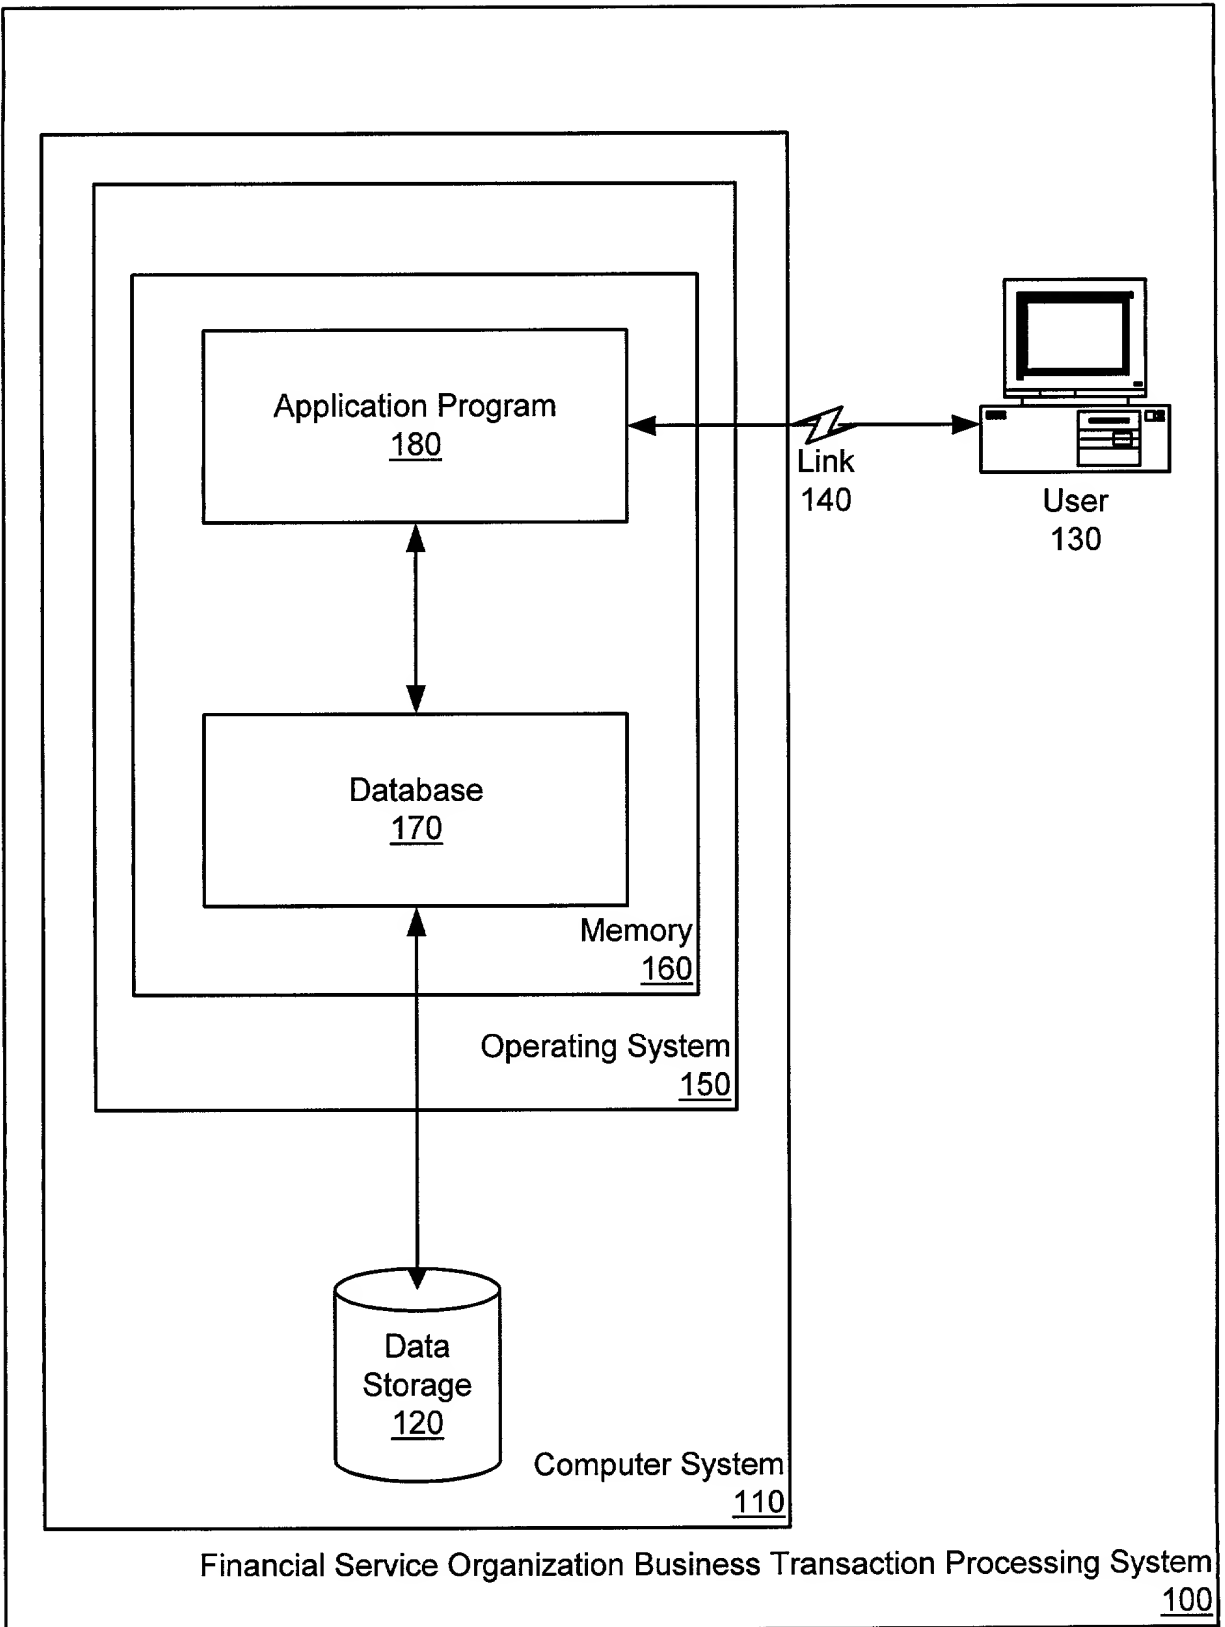 Application Program
180
Link
140
User
130
Database
170
Memory
160
Operating System
150
Data
Storage
120
Computer System
110
Financial Service Organization Business Transaction Processing System
100